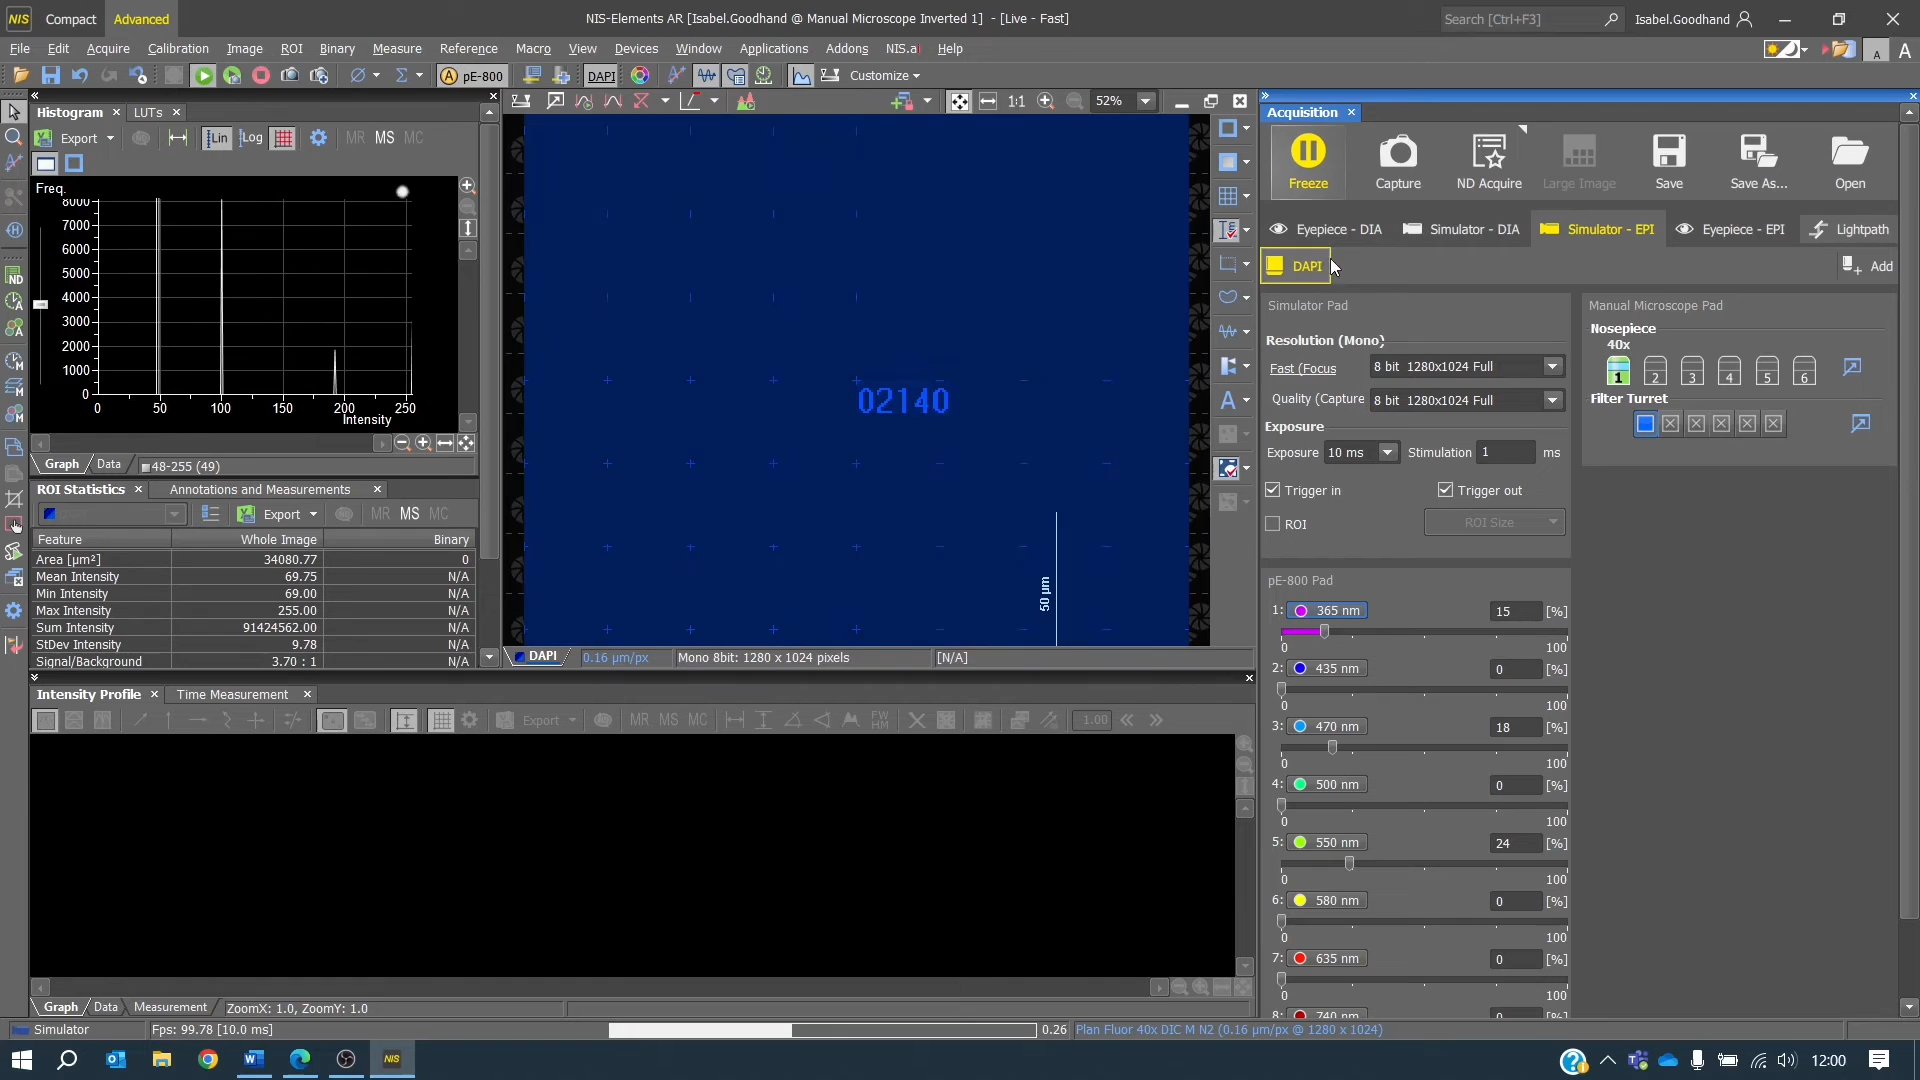 NIS Compact Advanced NIS-Elements AR [Isabel.Goodhand @ Manual Microscope Inverted 1] - [Live - Fast] Search [Ctrl+F3] Isabel.Goodhand
File Edit Acquire Calibration Image ROI Binary Measure Reference Macro View Devices Window Applications Addons NIS.a Help
pE-800 DAPI Customize
Histogram LUTs
Export Lin Log MR MS MC
Freq.
8000
7000
6000
5000
4000
3000
2000
1000
0
0 50 100 150 200 250
Intensity
Graph Data 48-255 (49)
ROI Statistics Annotations and Measurements
Export MR MS MC
Feature Whole Image Binary
Area [µm²] 34080.77 0
Mean Intensity 69.75 N/A
Min Intensity 69.00 N/A
Max Intensity 255.00 N/A
Sum Intensity 91424562.00 N/A
StDev Intensity 9.78 N/A
Signal/Background 3.70 : 1 N/A
1:1 52%
02140
50 µm
DAPI 0.16 µm/px Mono 8bit: 1280 x 1024 pixels [N/A]
Intensity Profile Time Measurement
Export MR MS MC FW HM 1.00
Graph Data Measurement ZoomX: 1.0, ZoomY: 1.0
Acquisition
Freeze Capture ND Acquire Large Image Save Save As... Open
Eyepiece - DIA Simulator - DIA Simulator - EPI Eyepiece - EPI Lightpath
DAPI Add
Simulator Pad
Resolution (Mono)
Fast (Focus 8 bit 1280x1024 Full
Quality (Capture 8 bit 1280x1024 Full
Exposure
Exposure 10 ms Stimulation 1 ms
Trigger in Trigger out
ROI ROI Size
Manual Microscope Pad
Nosepiece
40x
1 2 3 4 5 6
Filter Turret
pE-800 Pad
1: 365 nm 15 [%]
0 100
2: 435 nm 0 [%]
0 100
3: 470 nm 18 [%]
0 100
4: 500 nm 0 [%]
0 100
5: 550 nm 24 [%]
0 100
6: 580 nm 0 [%]
0 100
7: 635 nm 0 [%]
0 100
8: 740 nm 0 [%]
Simulator Fps: 99.78 [10.0 ms] 0.26 Plan Fluor 40x DIC M N2 (0.16 µm/px @ 1280 x 1024)
NIS 12:00